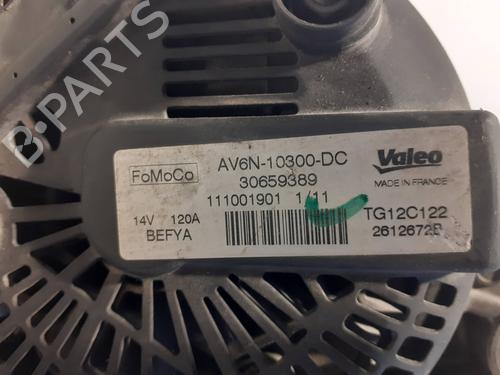 B-PARTS
FoMoCo
AV6N-10300-DC
30659389
111001901 1/11
14V 120A
BEFYA
Valeo
MADE IN FRANCE
TG12C122
2612672B